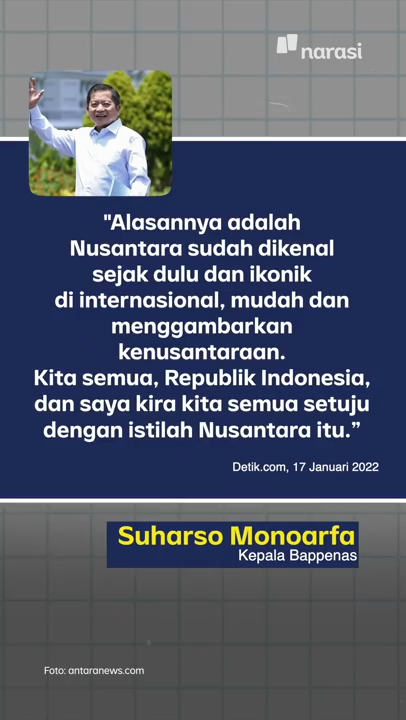 narasi
"Alasannya adalah
Nusantara sudah dikenal
sejak dulu dan ikonik
di internasional, mudah dan
menggambarkan
kenusantaraan.
Kita semua, Republik Indonesia,
dan saya kira kita semua setuju
dengan istilah Nusantara itu.”
Detik.com, 17 Januari 2022
Suharso Monoarfa
Kepala Bappenas
Foto: antaranews.com